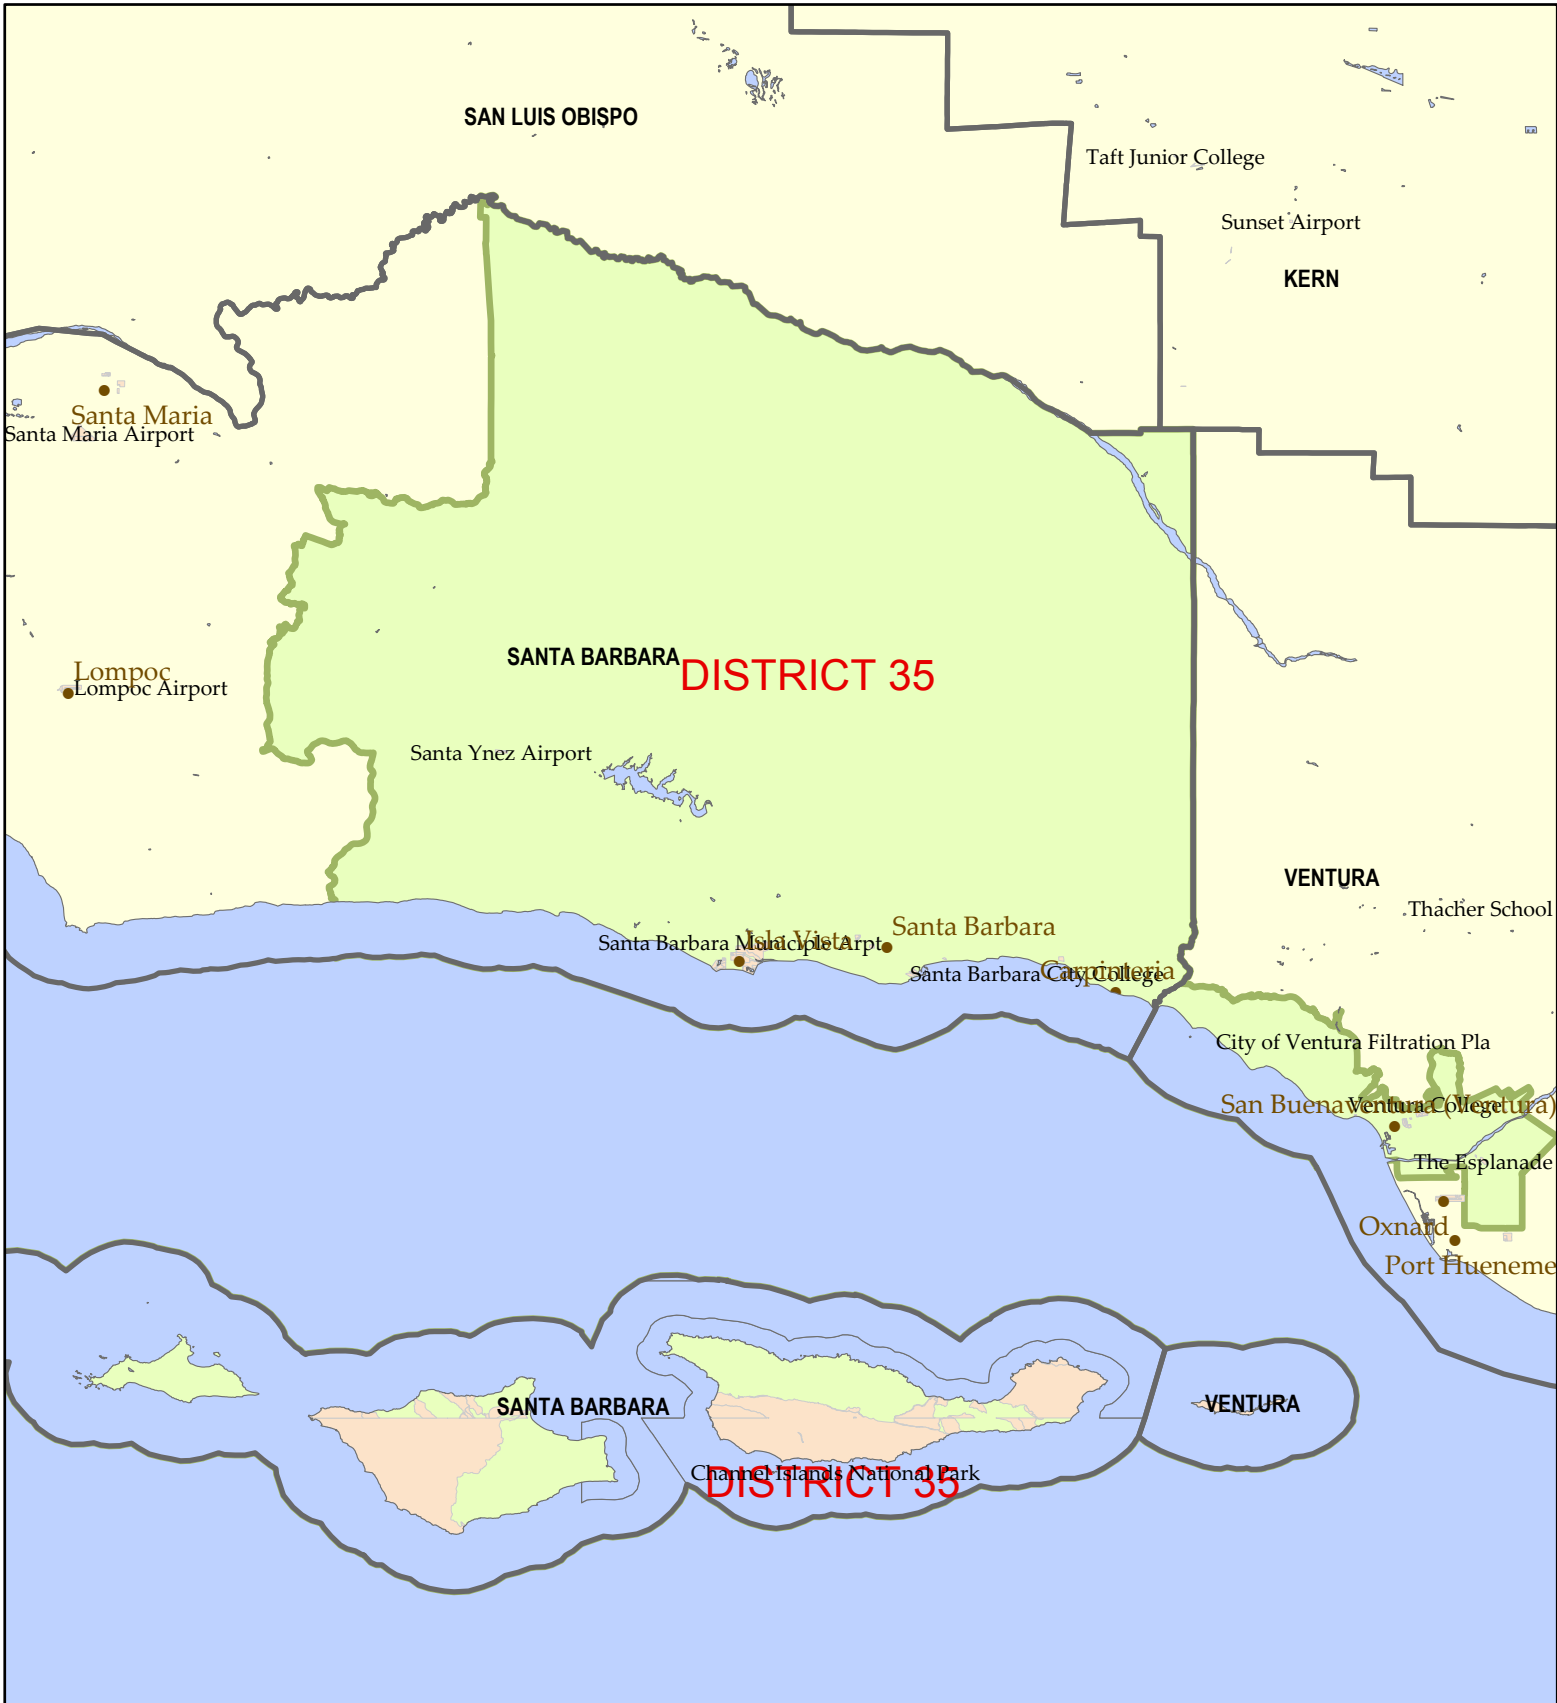 SAN LUIS OBISPO
Taft Junior College
Sunset Airport
KERN
Santa Maria
Santa Maria Airport
SANTA BARBARA
DISTRICT 35
Lompoc
Lompoc Airport
Santa Ynez Airport
VENTURA
Thacher School
Santa Barbara
Isla Vista
Santa Barbara Municiple Arpt
Carpinteria
Santa Barbara City College
City of Ventura Filtration Pla
San Buenaventura (Ventura)
Ventura College
The Esplanade
Oxnard
Port Hueneme
SANTA BARBARA
VENTURA
Channel Islands National Park
DISTRICT 35